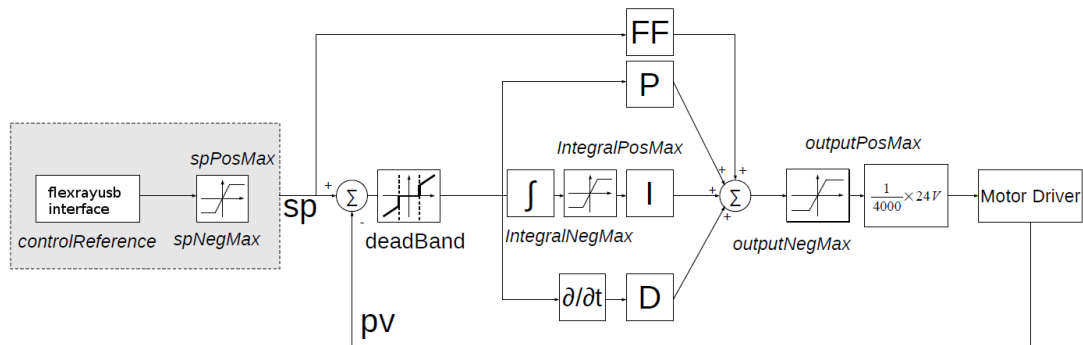 FF
P
IntegralPosMax
outputPosMax
spPosMax
flexrayusb
interface
+
Σ
-
∫
I
+
+
+
+
Σ
1
4000 ×24V
Motor Driver
sp
controlReference
spNegMax
deadBand
IntegralNegMax
outputNegMax
∂/∂t
D
pv